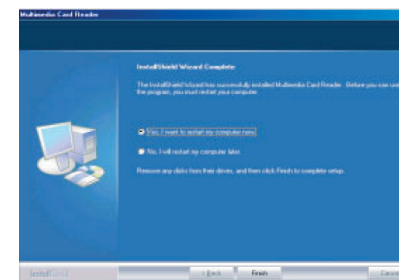 Multimedia Card Reader
InstallShield Wizard Complete
The InstallShield Wizard has successfully installed Multimedia Card Reader. Before you can use
the program, you must restart your computer.
Yes, I want to restart my computer now.
No, I will restart my computer later.
Remove any disks from their drives, and then click Finish to complete setup.
InstallShield
< Back
Finish
Cancel